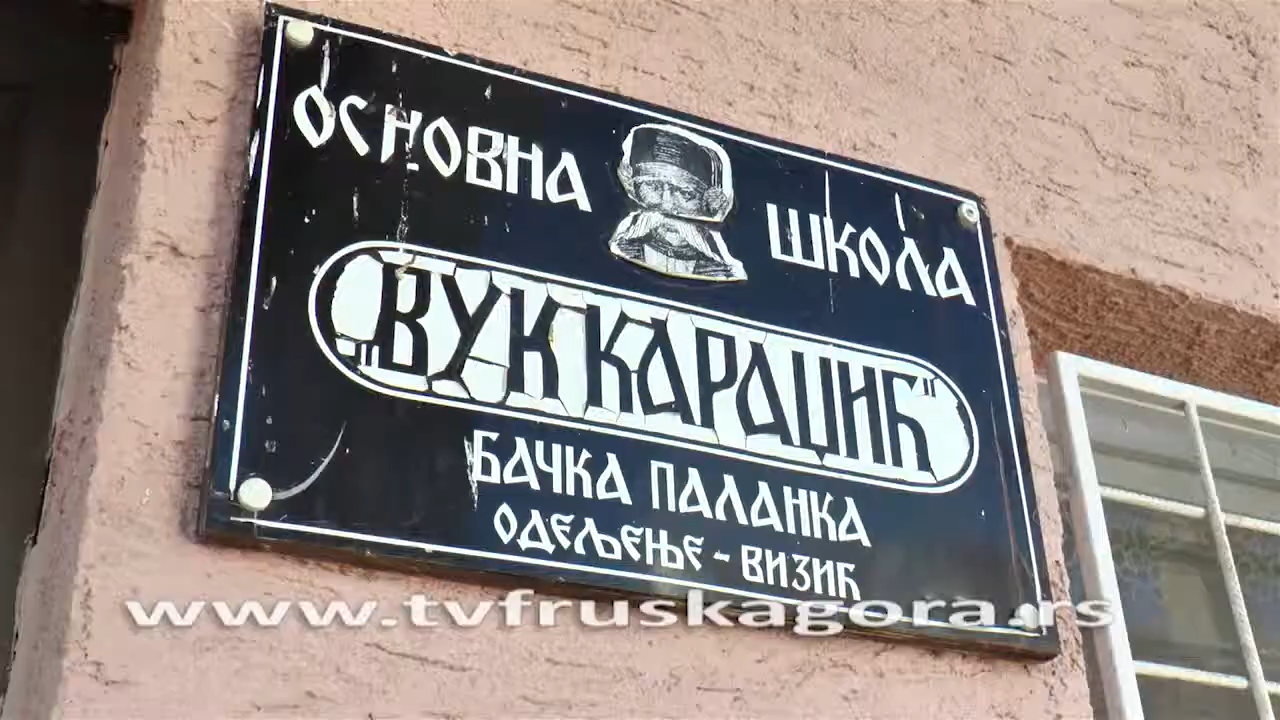 ОСНОВНА ШКОЛА
„ВУК КАРАЏИЋ"
БАЧКА ПАЛАНКА
ОДЕЉЕЊЕ - ВИЗИЋ
www.tvfruskagora.rs